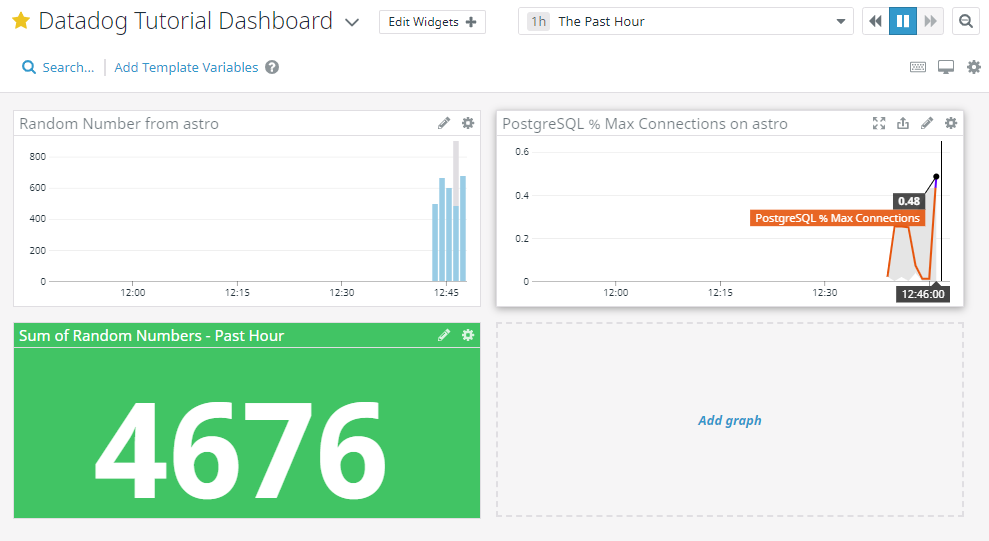 Datadog Tutorial Dashboard
Edit Widgets
1h The Past Hour
Search...
Add Template Variables
Random Number from astro
800
600
400
200
0
12:00 12:15 12:30 12:45
PostgreSQL % Max Connections on astro
0.6
0.4
0.2
0
0.48
PostgreSQL % Max Connections
12:00 12:15 12:30
12:46:00
Sum of Random Numbers - Past Hour
4676
Add graph